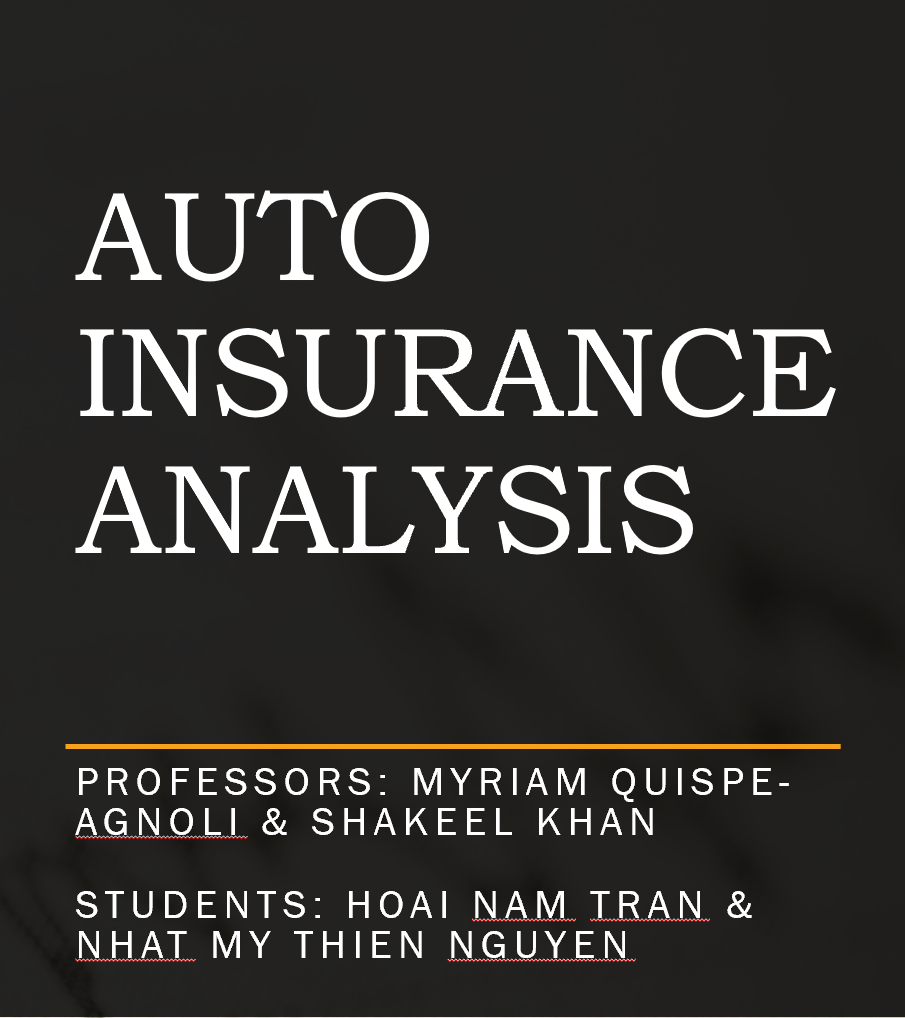 AUTO
INSURANCE
ANALYSIS
PROFESSORS: MYRIAM QUISPE-
AGNOLI & SHAKEEL KHAN
STUDENTS: HOAI NAM TRAN &
NHAT MY THIEN NGUYEN